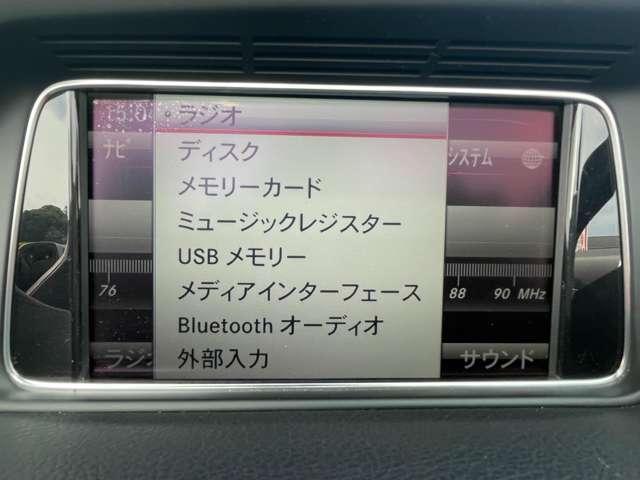 15:04
• ラジオ
ナビ
ディスク
システム
メモリーカード
ミュージックレジスター
USB メモリー
76
メディアインターフェース
88 90 MHz
Bluetooth オーディオ
ラジ
外部入力
サウンド